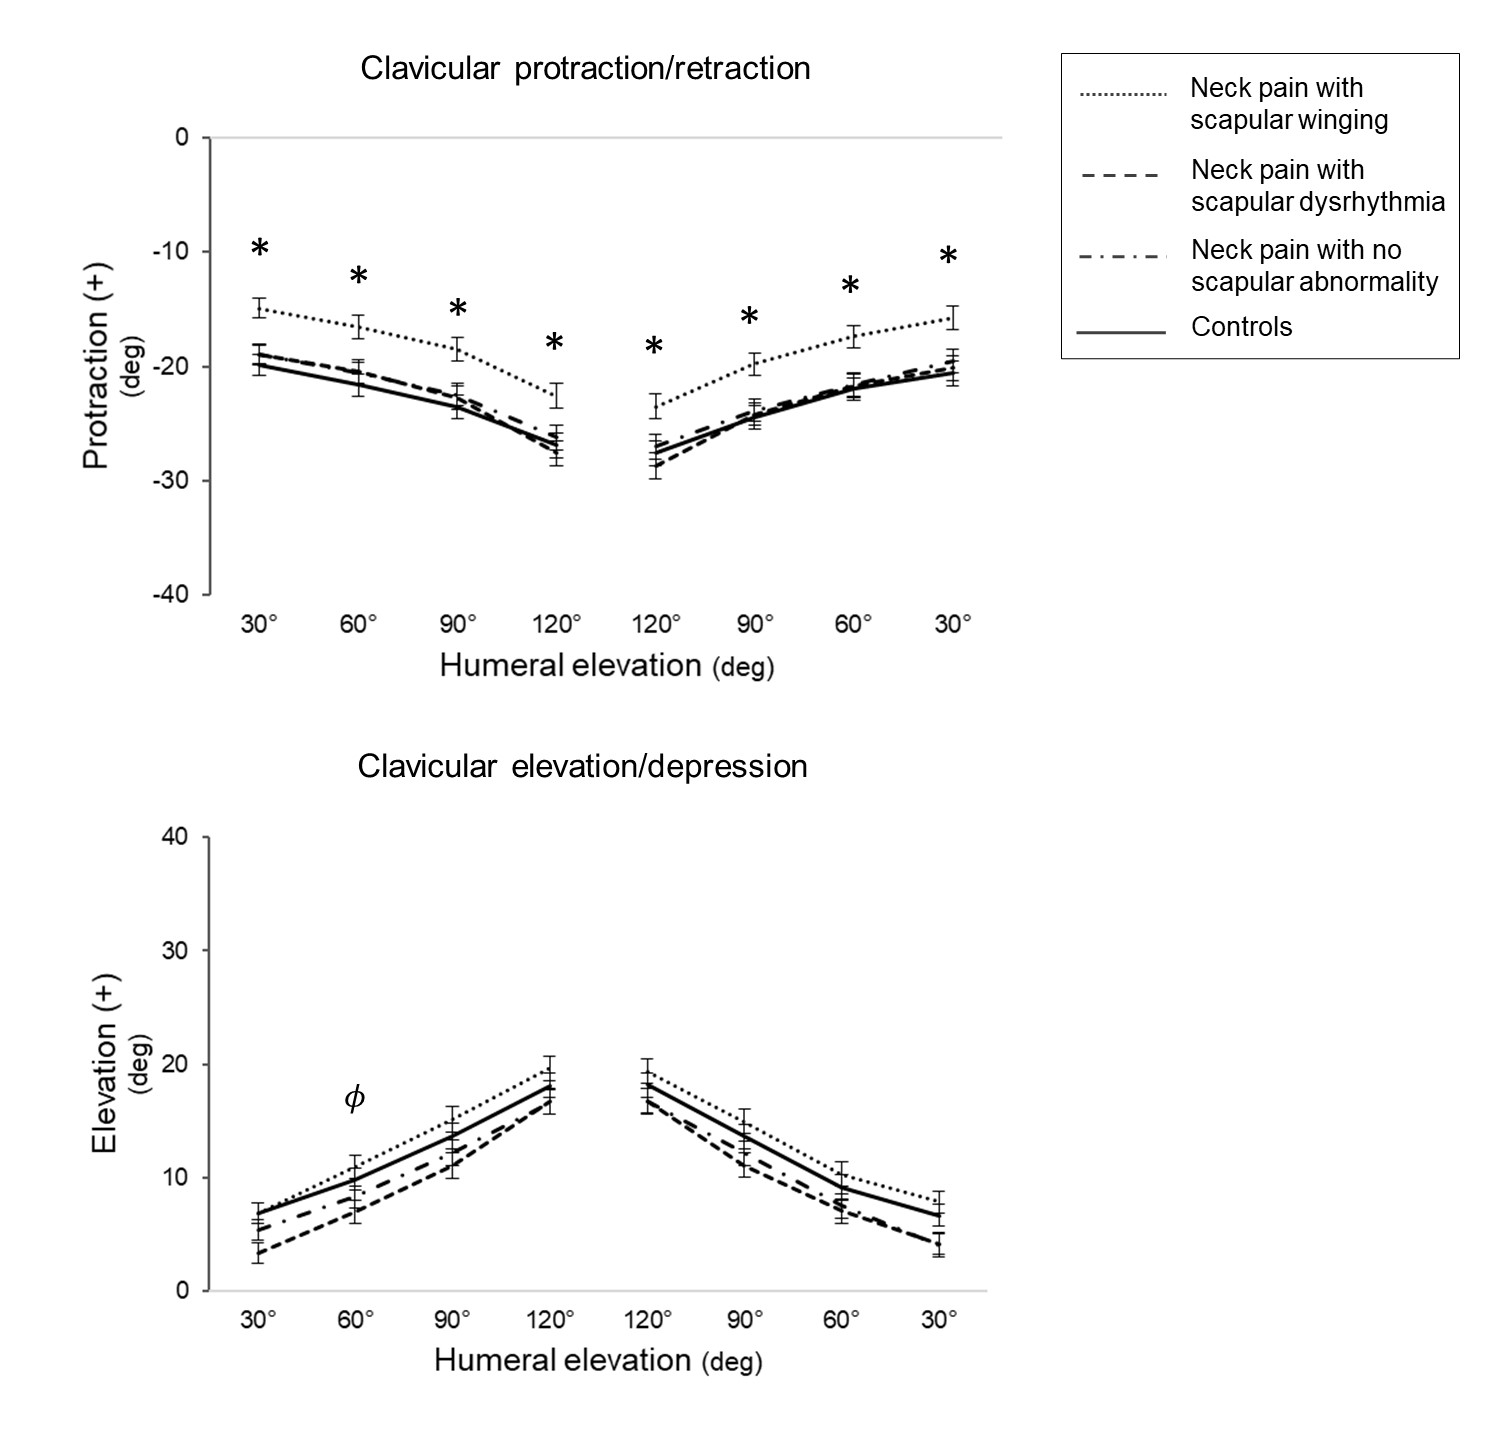 Clavicular protraction/retraction
Neck pain with
scapular winging
Neck pain with
scapular dysrhythmia
Neck pain with no
scapular abnormality
Controls
Protraction (+)
(deg)
0
-10
-20
-30
-40
*
*
*
*
*
*
*
*
30° 60° 90° 120° 120° 90° 60° 30°
Humeral elevation (deg)
Clavicular elevation/depression
Elevation (+)
(deg)
40
30
20
10
0
ϕ
30° 60° 90° 120° 120° 90° 60° 30°
Humeral elevation (deg)